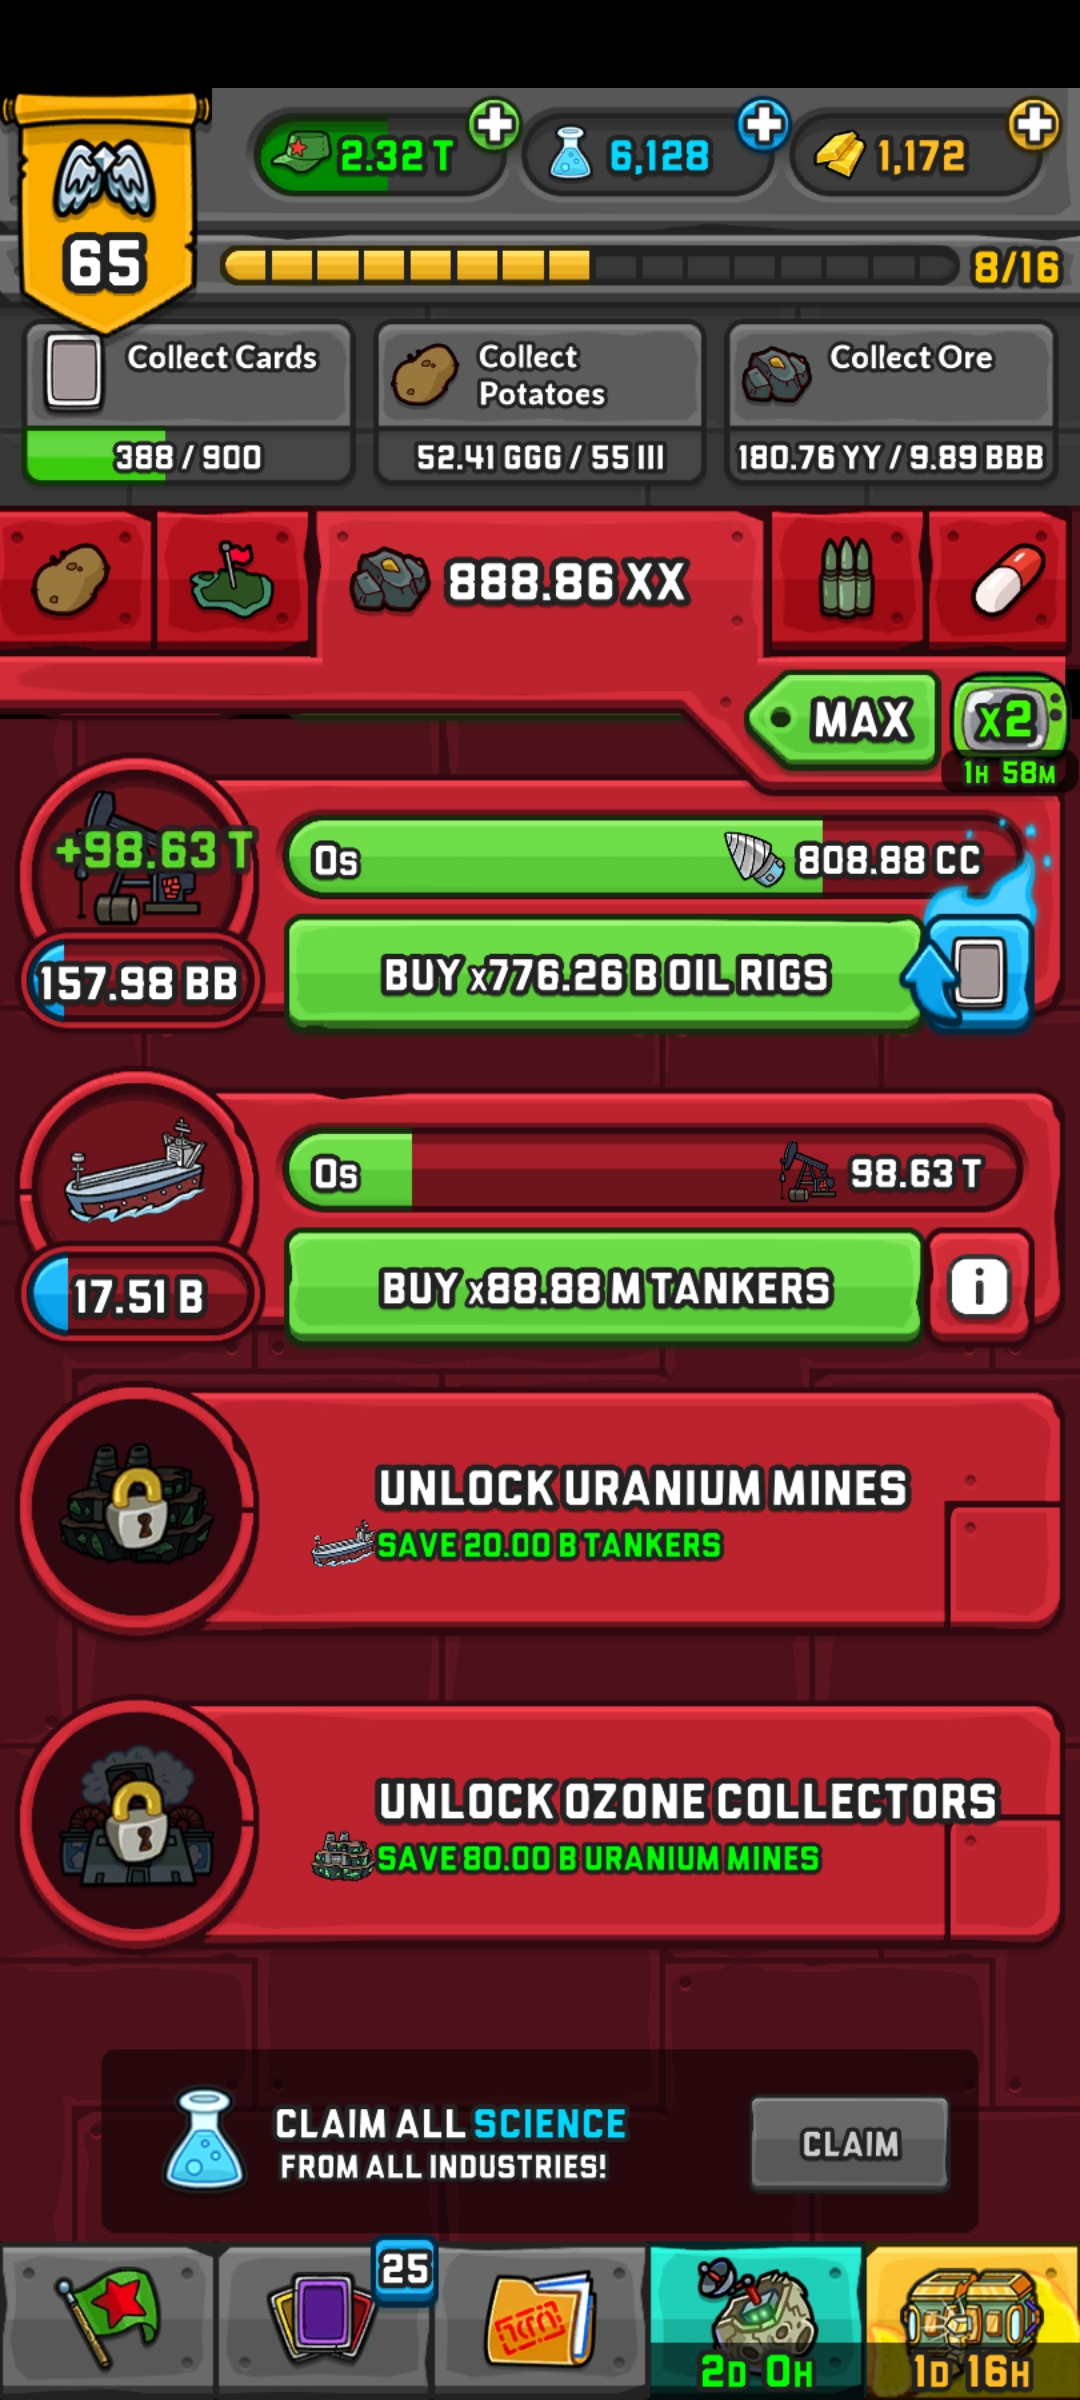 65
2.32 T
6,128
1,172
8/16
Collect Cards
388 / 900
Collect
Potatoes
52.41 GGG / 55 III
Collect Ore
180.76 YY / 9.89 BBB
888.86 XX
MAX
x2
1H 58M
+98.63 T
0s
808.88 CC
157.98 BB
BUY x776.26 B OIL RIGS
0s
98.63 T
17.51 B
BUY x88.88 M TANKERS
i
UNLOCK URANIUM MINES
SAVE 20.00 B TANKERS
UNLOCK OZONE COLLECTORS
SAVE 80.00 B URANIUM MINES
CLAIM ALL SCIENCE
FROM ALL INDUSTRIES!
CLAIM
25
2D 0H
1D 16H